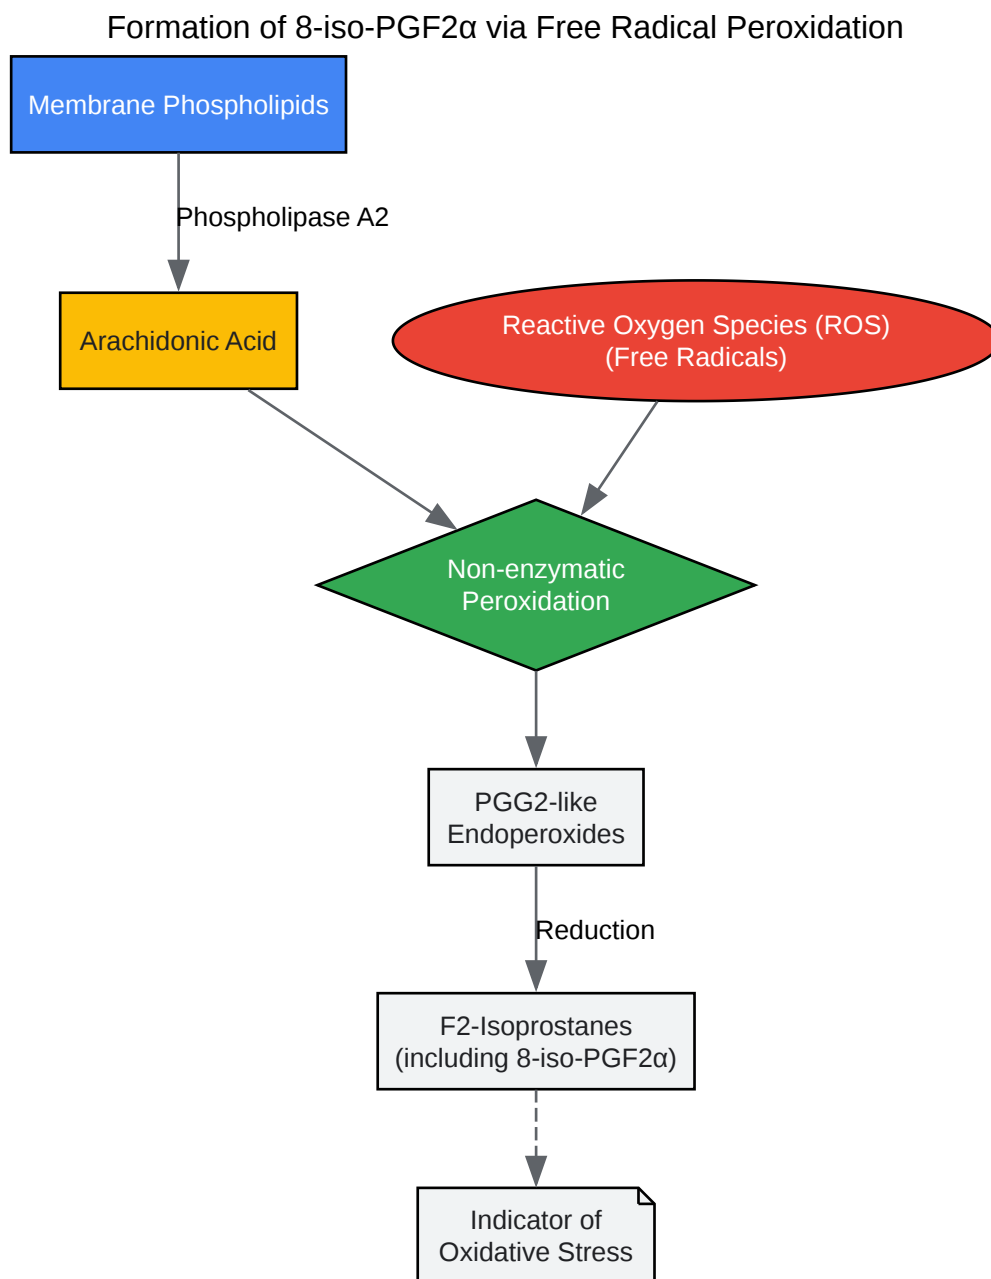 Formation of 8-iso-PGF2α via Free Radical Peroxidation
Membrane Phospholipids
Phospholipase A2
Arachidonic Acid
Reactive Oxygen Species (ROS)
(Free Radicals)
Non-enzymatic
Peroxidation
PGG2-like
Endoperoxides
Reduction
F2-Isoprostanes
(including 8-iso-PGF2α)
Indicator of
Oxidative Stress